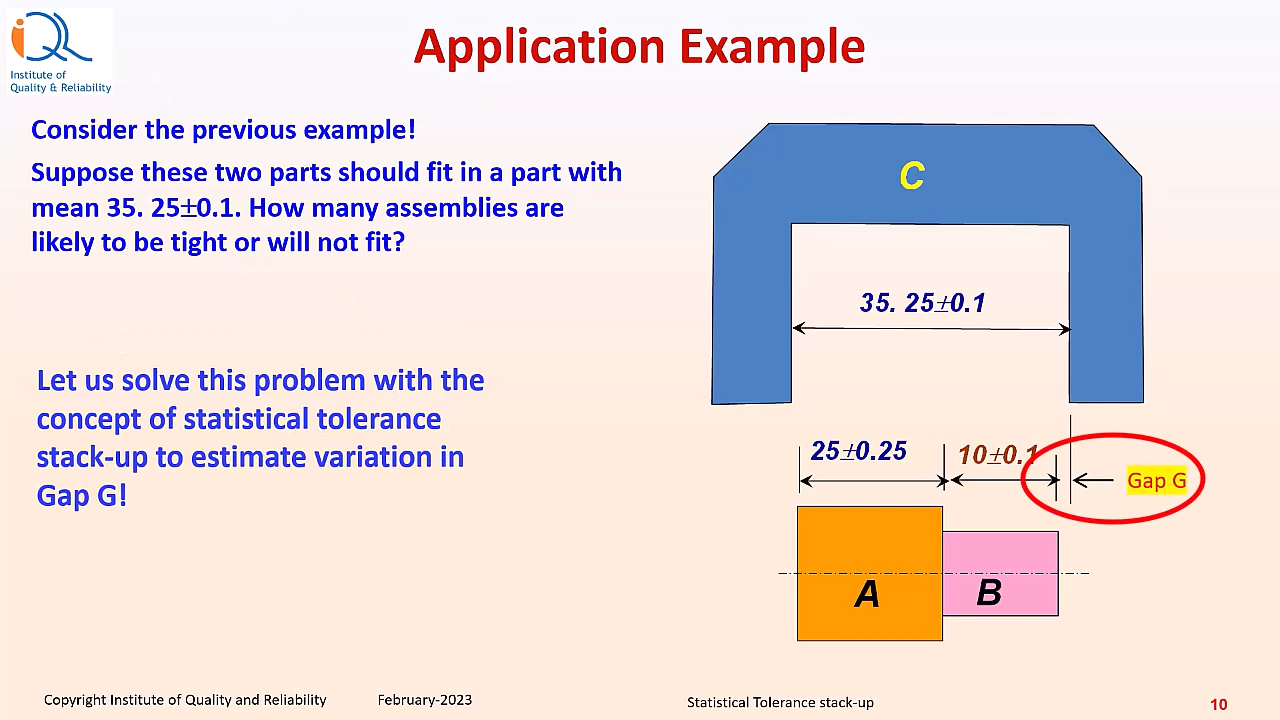 iQ
Institute of
Quality & Reliability
Application Example
Consider the previous example!
Suppose these two parts should fit in a part with
mean 35. 25±0.1. How many assemblies are
likely to be tight or will not fit?
Let us solve this problem with the
concept of statistical tolerance
stack-up to estimate variation in
Gap G!
C
35. 25±0.1
25±0.25
10±0.1
Gap G
A
B
Copyright Institute of Quality and Reliability
February-2023
Statistical Tolerance stack-up
10